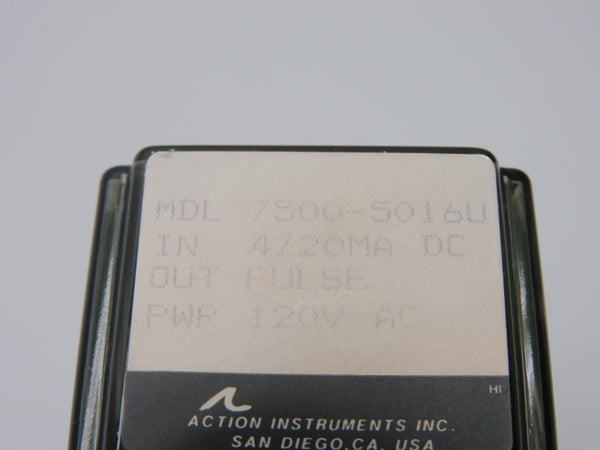 MDL 7500-5016U
IN 4/20MA DC
OUT PULSE
PWR 120V AC
HI
ACTION INSTRUMENTS INC.
SAN DIEGO, CA. USA